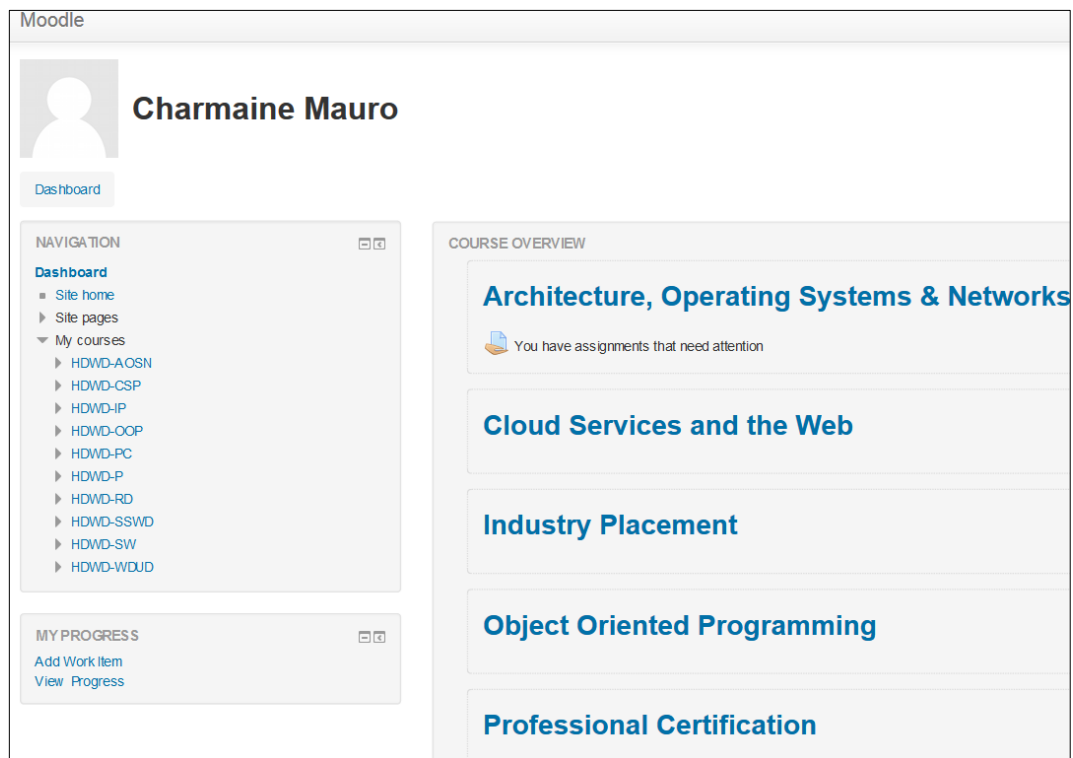 Moodle
Charmaine Mauro
Dashboard
NAVIGATION
Dashboard
Site home
Site pages
My courses
HDWD-AOSN
HDWD-CSP
HDWD-IP
HDWD-OOP
HDWD-PC
HDWD-P
HDWD-RD
HDWD-SSWD
HDWD-SW
HDWD-WDUD
MY PROGRESS
Add Work Item
View Progress
COURSE OVERVIEW
Architecture, Operating Systems & Networks
You have assignments that need attention
Cloud Services and the Web
Industry Placement
Object Oriented Programming
Professional Certification